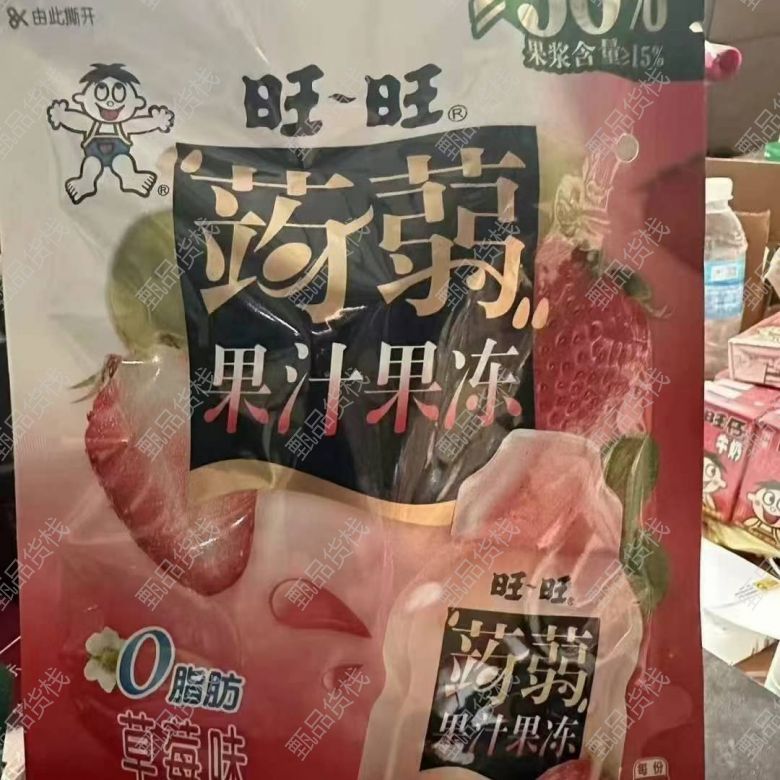 由此撕开
果浆含量≥15%
旺-旺®
蒟蒻
果汁果冻
旺仔
牛奶
旺-旺
蒟蒻
果汁果冻
0脂肪
草莓味
每份
甄品货栈